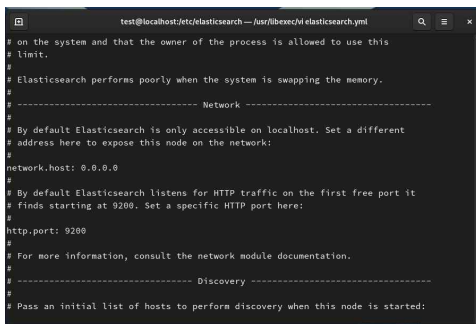 test@localhost:/etc/elasticsearch — /usr/libexec/vi elasticsearch.yml
# on the system and that the owner of the process is allowed to use this
# limit.
#
# Elasticsearch performs poorly when the system is swapping the memory.
#
# ---------------------------------- Network -----------------------------------
#
# By default Elasticsearch is only accessible on localhost. Set a different
# address here to expose this node on the network:
#
network.host: 0.0.0.0
#
# By default Elasticsearch listens for HTTP traffic on the first free port it
# finds starting at 9200. Set a specific HTTP port here:
#
http.port: 9200
#
# For more information, consult the network module documentation.
#
# --------------------------------- Discovery ----------------------------------
#
# Pass an initial list of hosts to perform discovery when this node is started: